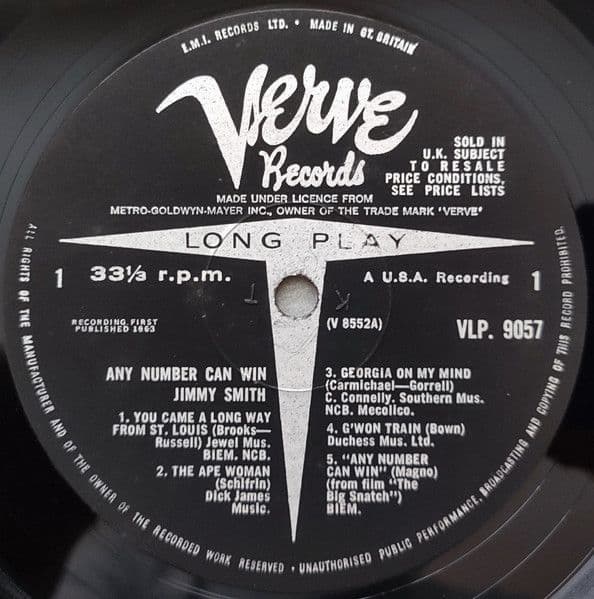 E.M.I. RECORDS LTD. • MADE IN GT. BRITAIN
Verve
Records
SOLD IN
U.K. SUBJECT
TO RESALE
PRICE CONDITIONS,
SEE PRICE LISTS
MADE UNDER LICENCE FROM
METRO-GOLDWYN-MAYER INC., OWNER OF THE TRADE MARK 'VERVE'
LONG PLAY
1 33⅓ r.p.m.
A U.S.A. Recording 1
T K
RECORDING FIRST
PUBLISHED 1963
(V 8552A)
VLP. 9057
ANY NUMBER CAN WIN
JIMMY SMITH
1. YOU CAME A LONG WAY
FROM ST. LOUIS (Brooks—
Russell) Jewel Mus.
BIEM. NCB.
2. THE APE WOMAN
(Schifrin)
Dick James
Music.
3. GEORGIA ON MY MIND
(Carmichael—Gorrell)
C. Connelly. Southern Mus.
NCB. Mecolico.
4. G'WON TRAIN (Bown)
Duchess Mus. Ltd.
5. "ANY NUMBER
CAN WIN" (Magno)
(from film "The
Big Snatch")
BIEM.
ALL RIGHTS OF THE MANUFACTURER AND OF THE OWNER OF THE RECORDED WORK RESERVED • UNAUTHORISED PUBLIC PERFORMANCE, BROADCASTING AND COPYING OF THIS RECORD PROHIBITED.